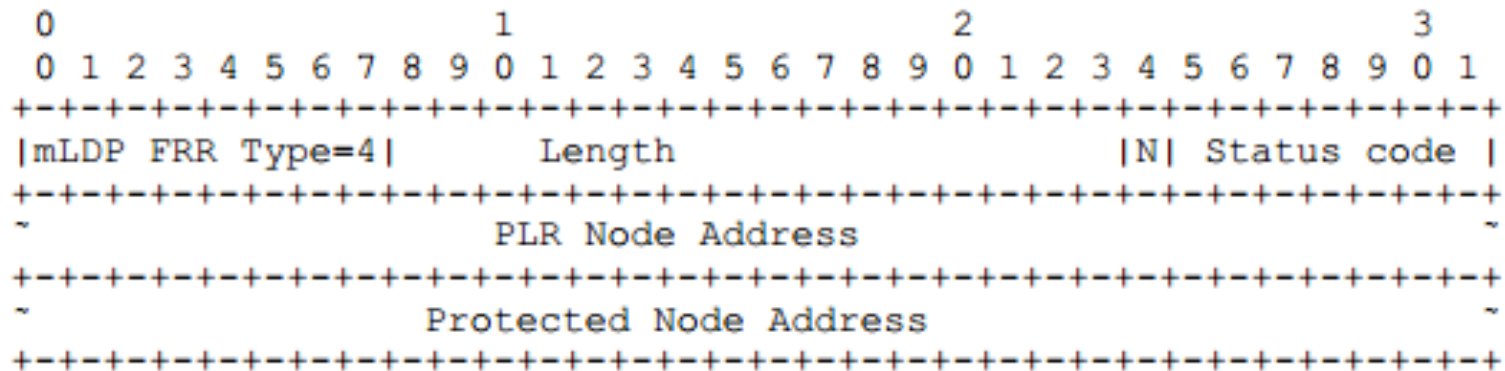 0                   1                   2                   3
 0 1 2 3 4 5 6 7 8 9 0 1 2 3 4 5 6 7 8 9 0 1 2 3 4 5 6 7 8 9 0 1
+-+-+-+-+-+-+-+-+-+-+-+-+-+-+-+-+-+-+-+-+-+-+-+-+-+-+-+-+-+-+-+-+
|mLDP FRR Type=4|      Length                   |N| Status code |
+-+-+-+-+-+-+-+-+-+-+-+-+-+-+-+-+-+-+-+-+-+-+-+-+-+-+-+-+-+-+-+-+
~                    PLR Node Address                           ~
+-+-+-+-+-+-+-+-+-+-+-+-+-+-+-+-+-+-+-+-+-+-+-+-+-+-+-+-+-+-+-+-+
~                 Protected Node Address                        ~
+-+-+-+-+-+-+-+-+-+-+-+-+-+-+-+-+-+-+-+-+-+-+-+-+-+-+-+-+-+-+-+-+